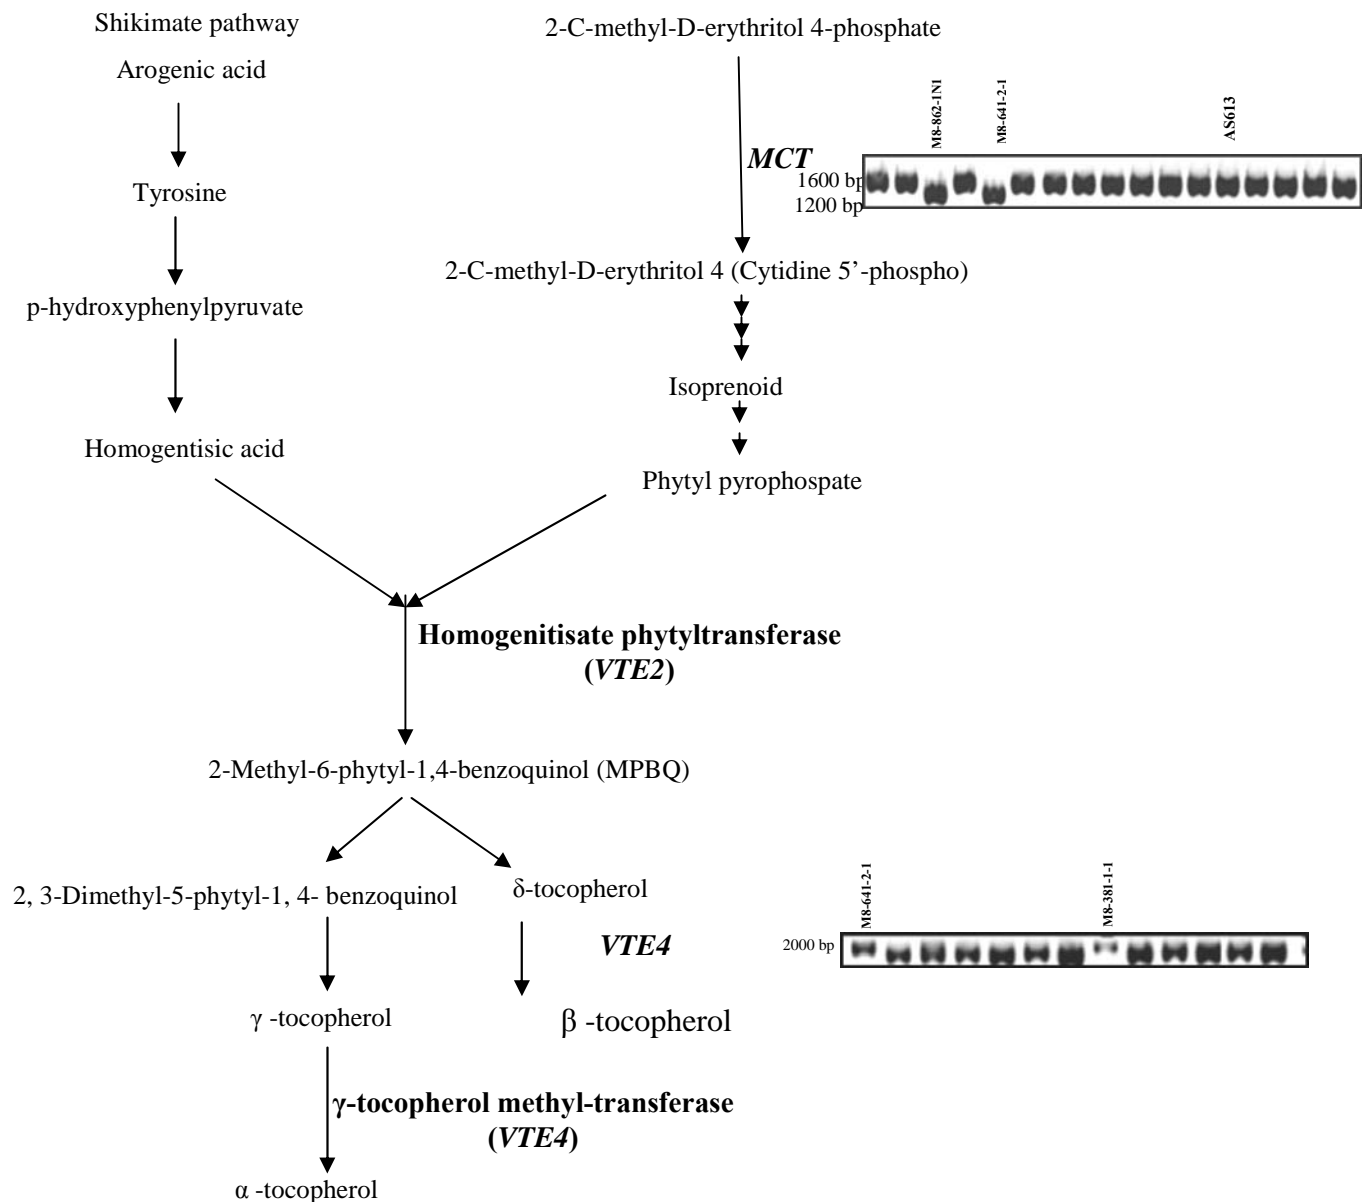 Shikimate pathway
Arogenic acid
Tyrosine
p-hydroxyphenylpyruvate
Homogentisic acid
2-C-methyl-D-erythritol 4-phosphate
MCT
M8-862-1N1
M8-641-2-1
AS613
1600 bp
1200 bp
2-C-methyl-D-erythritol 4 (Cytidine 5’-phospho)
Isoprenoid
Phytyl pyrophospate
Homogenitisate phytyltransferase
(VTE2)
2-Methyl-6-phytyl-1,4-benzoquinol (MPBQ)
2, 3-Dimethyl-5-phytyl-1, 4- benzoquinol
δ-tocopherol
VTE4
M8-641-2-1
M8-381-1-1
2000 bp
γ -tocopherol
β -tocopherol
γ-tocopherol methyl-transferase
(VTE4)
α -tocopherol